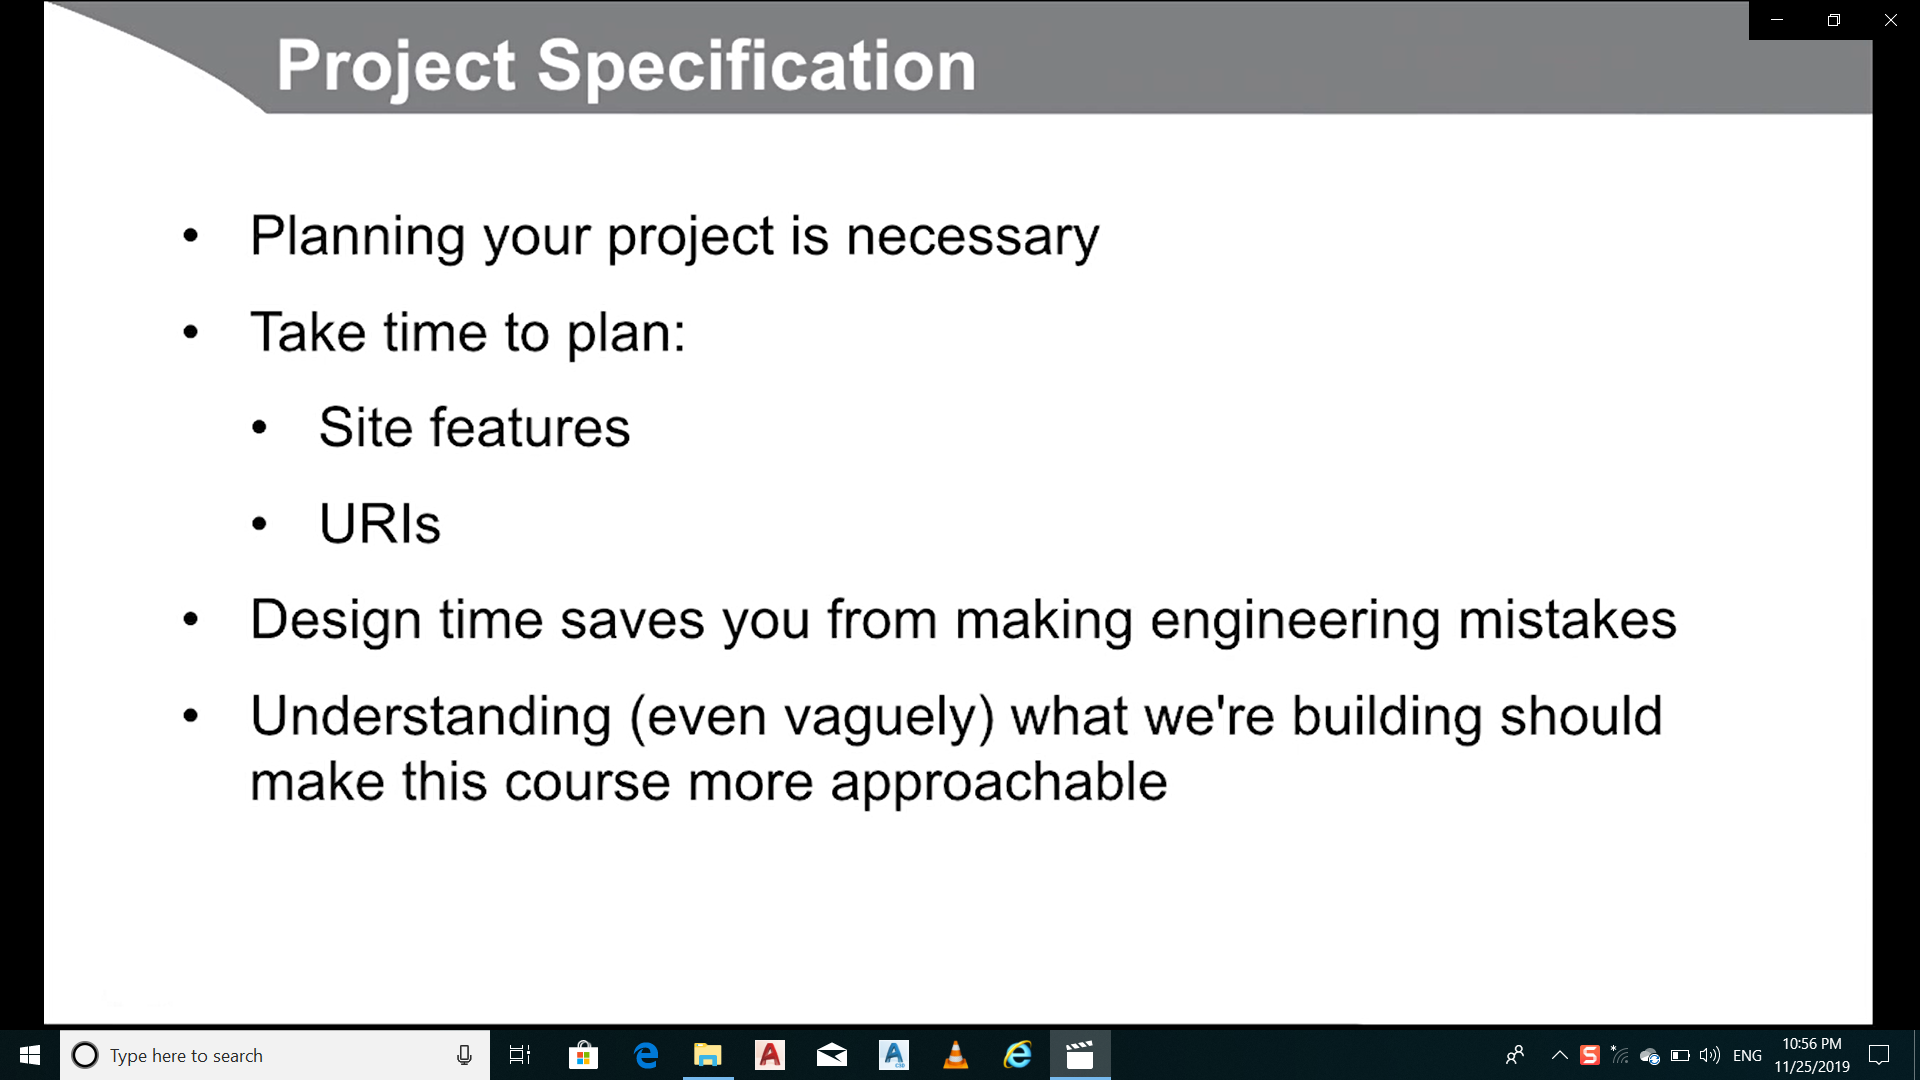 Project Specification
• Planning your project is necessary
• Take time to plan:
• Site features
• URIs
• Design time saves you from making engineering mistakes
• Understanding (even vaguely) what we're building should
make this course more approachable
Type here to search
ENG
10:56 PM
11/25/2019